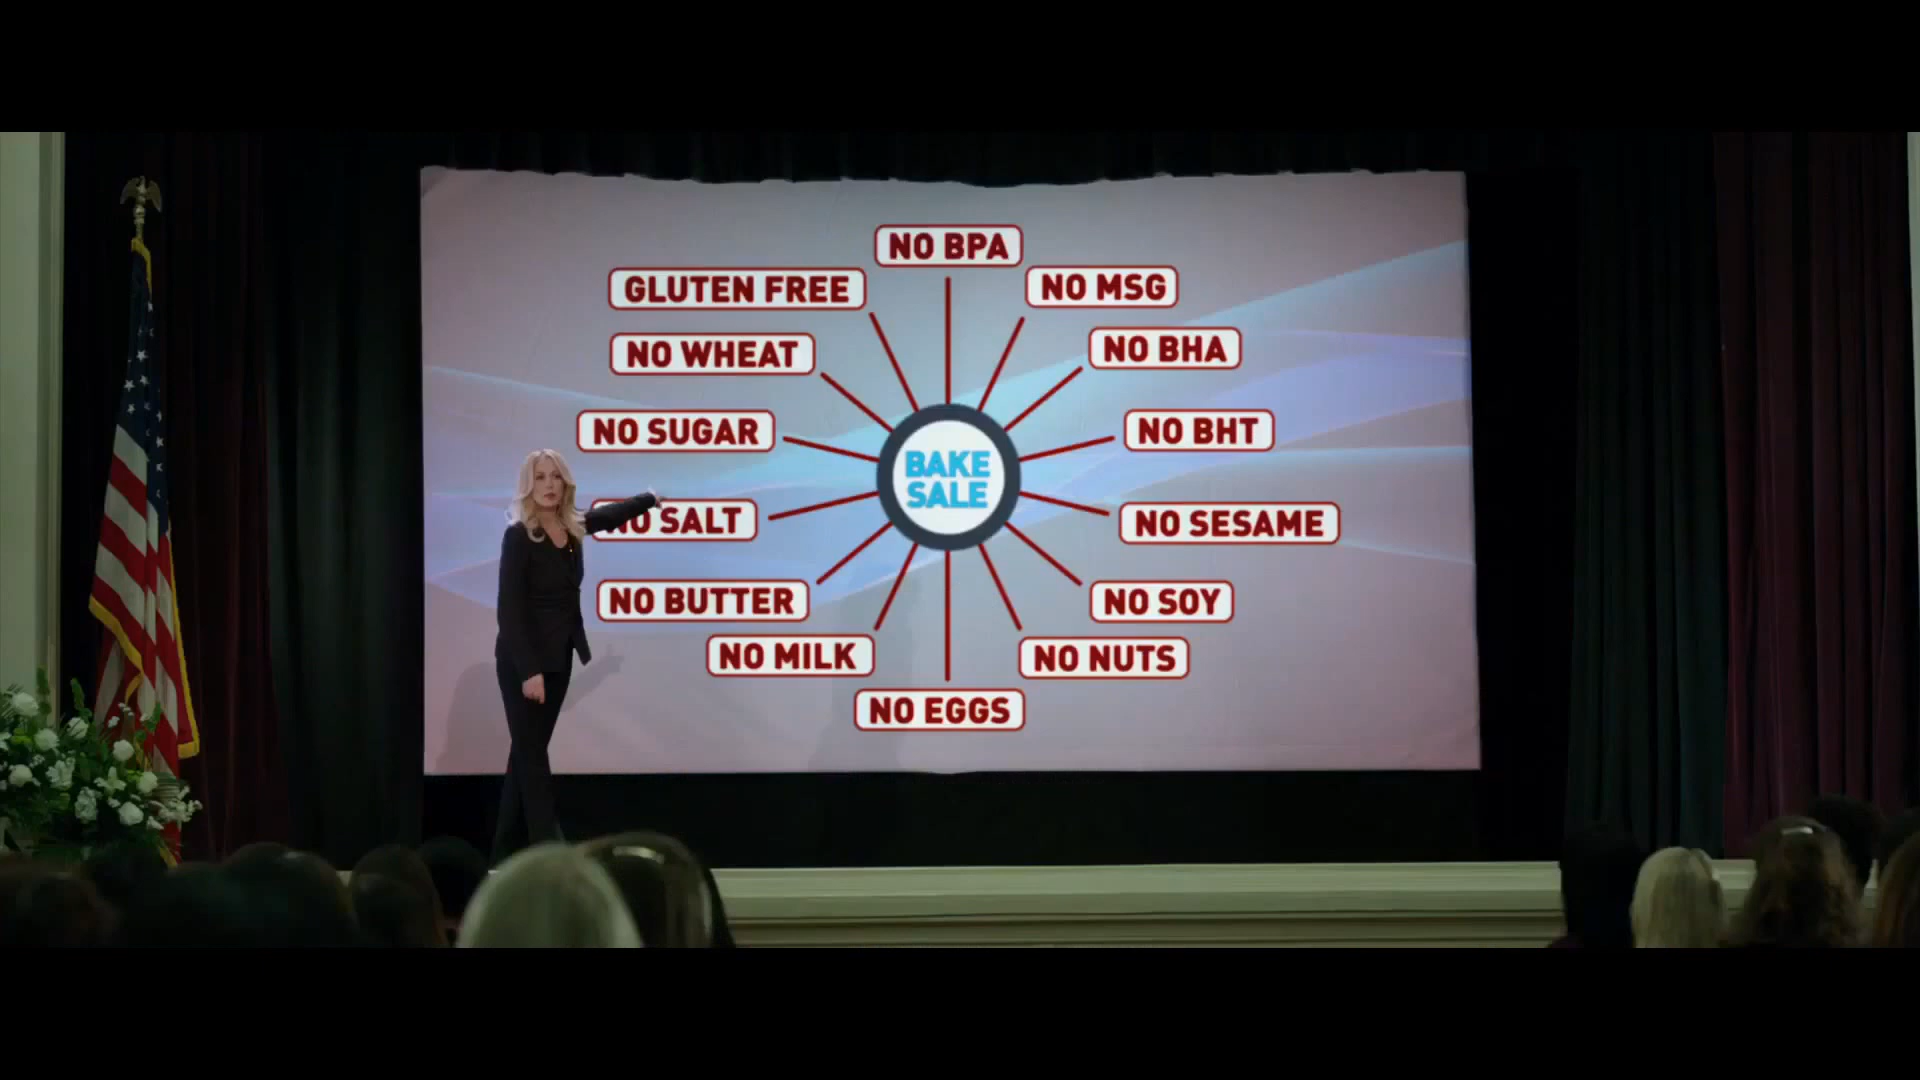 NO BPA
GLUTEN FREE
NO MSG
NO WHEAT
NO BHA
NO SUGAR
NO BHT
BAKE
SALE
NO SALT
NO SESAME
NO BUTTER
NO SOY
NO MILK
NO NUTS
NO EGGS